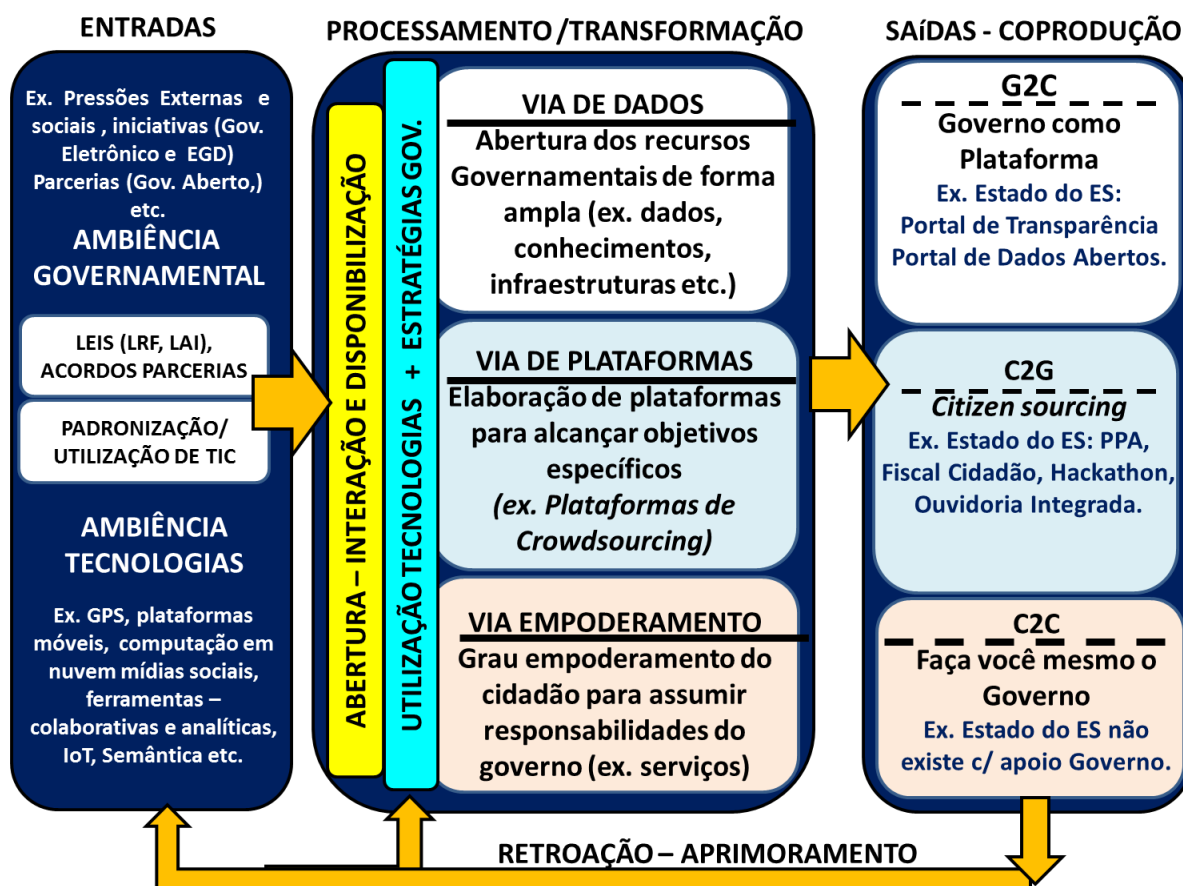 ENTRADAS
Ex. Pressões Externas e
sociais , iniciativas (Gov.
Eletrônico e EGD)
Parcerias (Gov. Aberto,)
etc.
AMBIÊNCIA
GOVERNAMENTAL
LEIS (LRF, LAI),
ACORDOS PARCERIAS
PADRONIZAÇÃO/
UTILIZAÇÃO DE TIC
AMBIÊNCIA
TECNOLOGIAS
Ex. GPS, plataformas
móveis, computação em
nuvem mídias sociais,
ferramentas –
colaborativas e analíticas,
IoT, Semântica etc.
PROCESSAMENTO /TRANSFORMAÇÃO
ABERTURA – INTERAÇÃO E DISPONIBILIZAÇÃO
UTILIZAÇÃO TECNOLOGIAS + ESTRATÉGIAS GOV.
VIA DE DADOS
Abertura dos recursos
Governamentais de forma
ampla (ex. dados,
conhecimentos,
infraestruturas etc.)
VIA DE PLATAFORMAS
Elaboração de plataformas
para alcançar objetivos
específicos
(ex. Plataformas de
Crowdsourcing)
VIA EMPODERAMENTO
Grau empoderamento do
cidadão para assumir
responsabilidades do
governo (ex. serviços)
SAíDAS - COPRODUÇÃO
G2C
Governo como
Plataforma
Ex. Estado do ES:
Portal de Transparência
Portal de Dados Abertos.
C2G
Citizen sourcing
Ex. Estado do ES: PPA,
Fiscal Cidadão, Hackathon,
Ouvidoria Integrada.
C2C
Faça você mesmo o
Governo
Ex. Estado do ES não
existe c/ apoio Governo.
RETROAÇÃO – APRIMORAMENTO